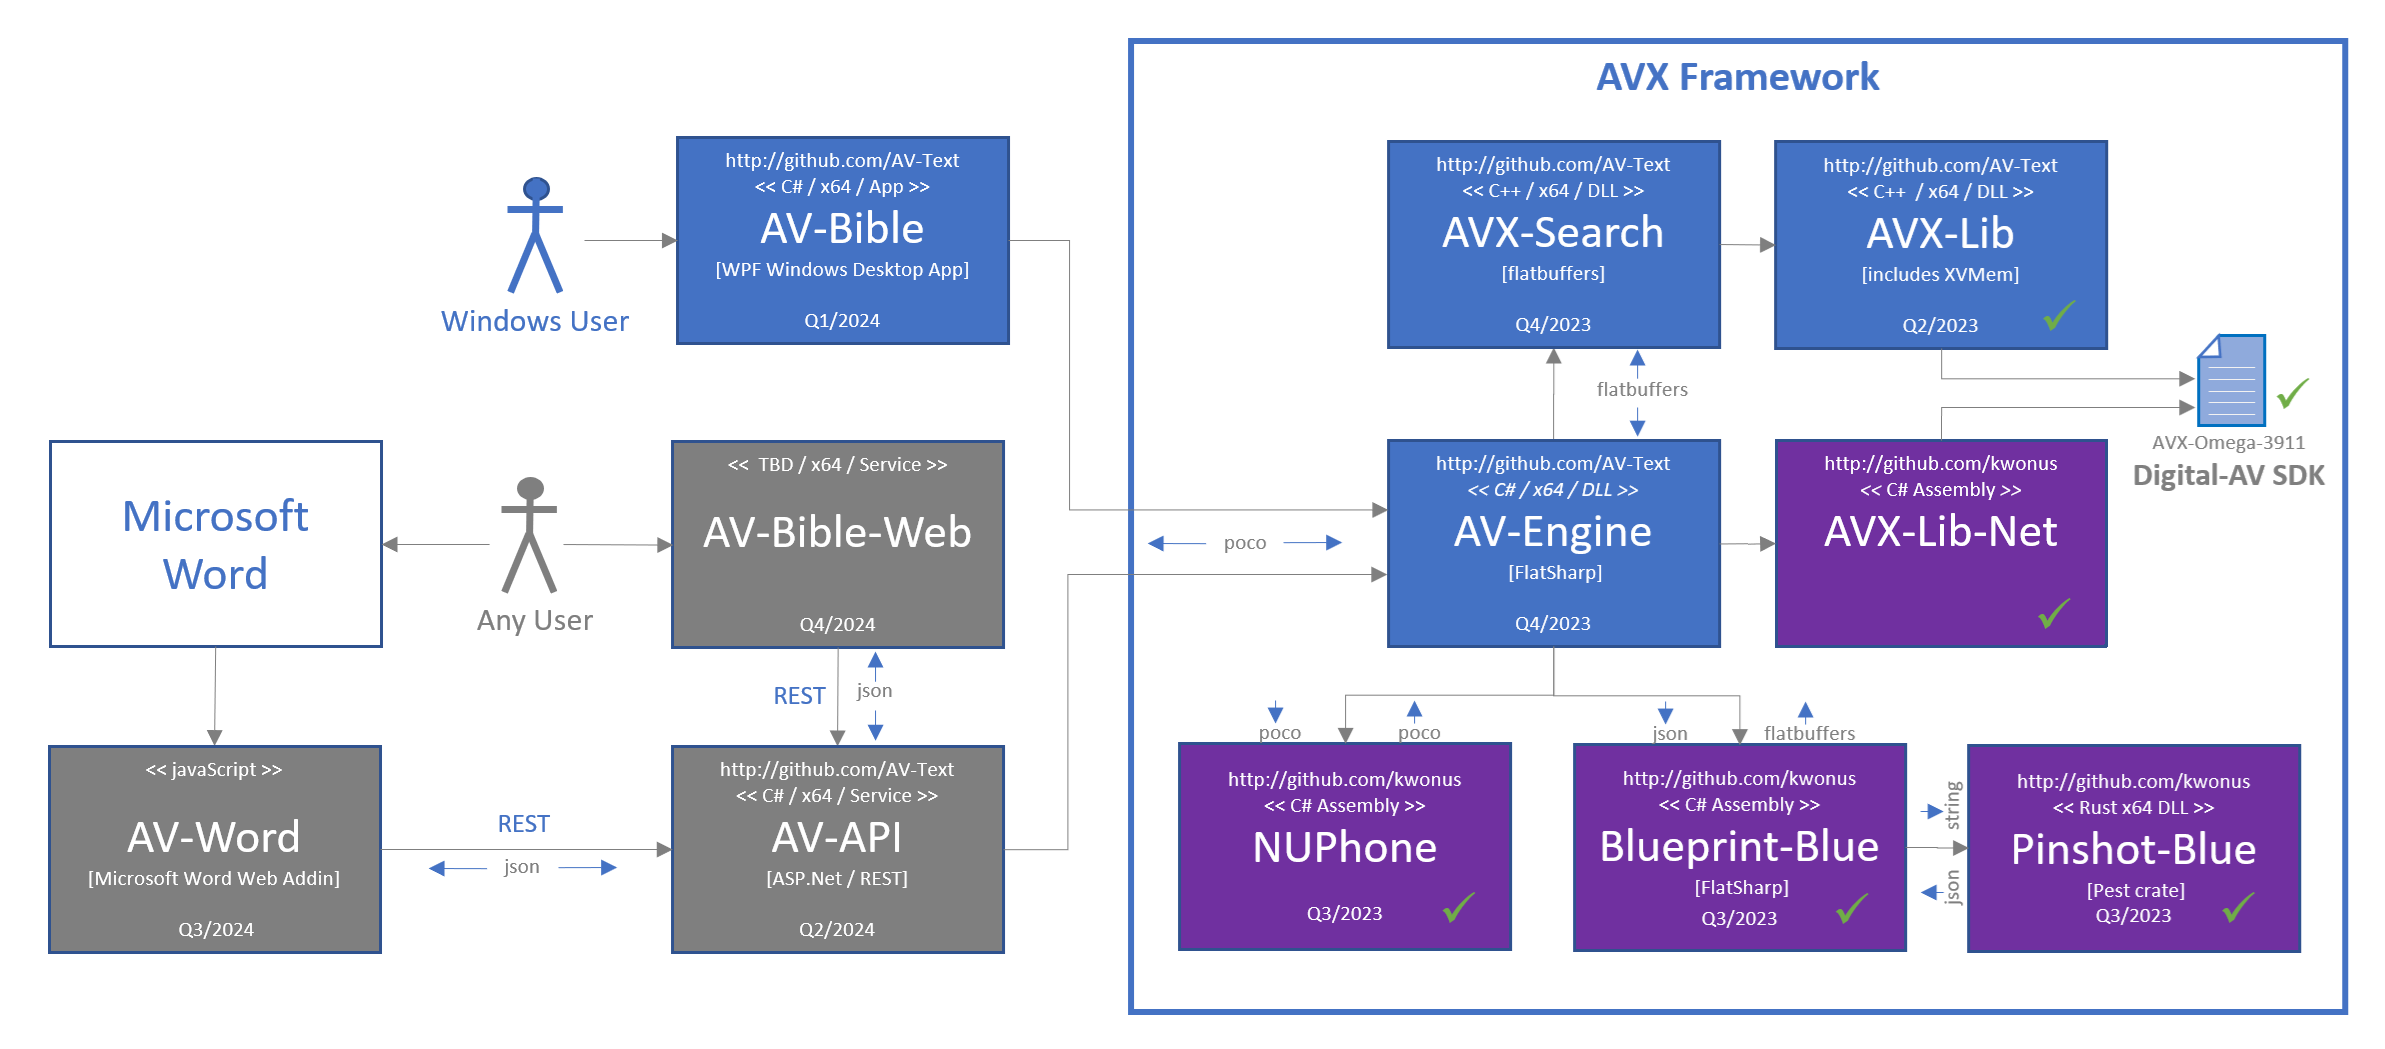 AVX Framework
http://github.com/AV-Text
<< C# / x64 / App >>
AV-Bible
[WPF Windows Desktop App]
Q1/2024
Windows User
http://github.com/AV-Text
<< C++ / x64 / DLL >>
AVX-Search
[flatbuffers]
Q4/2023
http://github.com/AV-Text
<< C++ / x64 / DLL >>
AVX-Lib
[includes XVMem]
Q2/2023
flatbuffers
AVX-Omega-3911
Digital-AV SDK
Microsoft
Word
Any User
<< TBD / x64 / Service >>
AV-Bible-Web
Q4/2024
poco
http://github.com/AV-Text
<< C# / x64 / DLL >>
AV-Engine
[FlatSharp]
Q4/2023
http://github.com/kwonus
<< C# Assembly >>
AVX-Lib-Net
REST
json
poco
poco
json
flatbuffers
<< javaScript >>
AV-Word
[Microsoft Word Web Addin]
Q3/2024
REST
json
http://github.com/AV-Text
<< C# / x64 / Service >>
AV-API
[ASP.Net / REST]
Q2/2024
http://github.com/kwonus
<< C# Assembly >>
NUPhone
Q3/2023
http://github.com/kwonus
<< C# Assembly >>
Blueprint-Blue
[FlatSharp]
Q3/2023
string
json
http://github.com/kwonus
<< Rust x64 DLL >>
Pinshot-Blue
[Pest crate]
Q3/2023